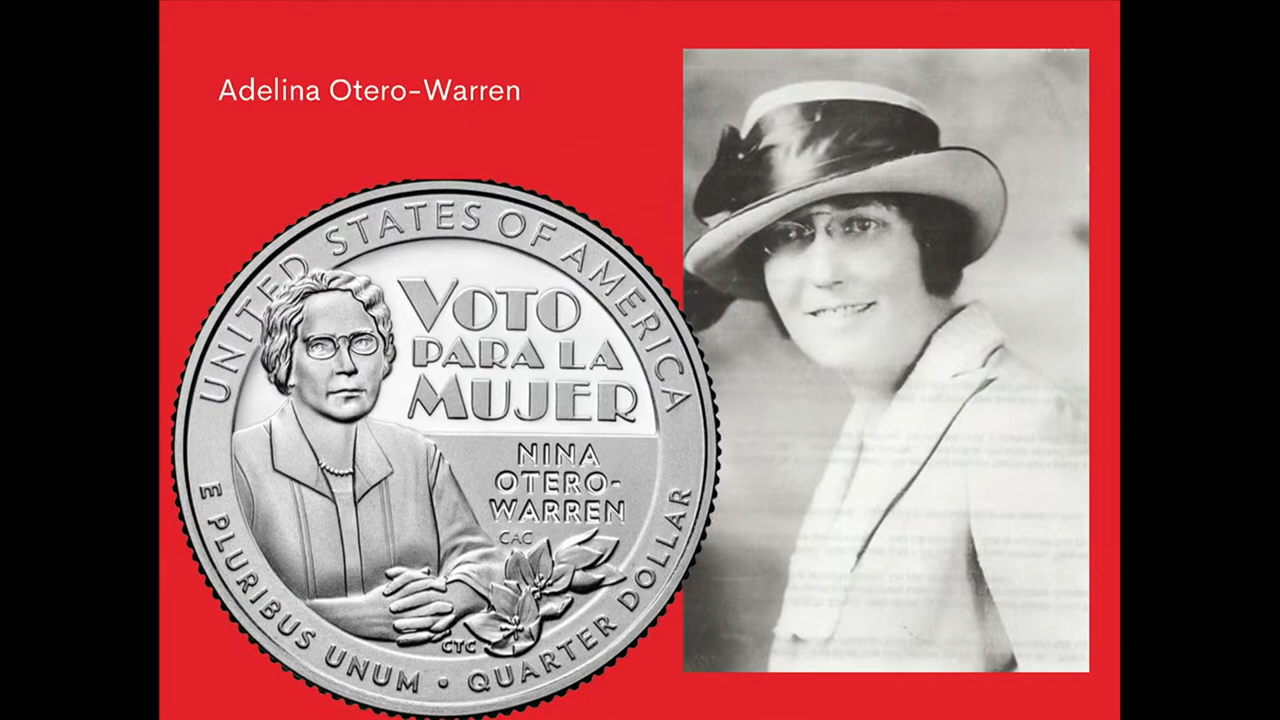 Adelina Otero-Warren
UNITED STATES OF AMERICA
VOTO
PARA LA
MUJER
NINA
OTERO-
WARREN
CAC
CTC
E PLURIBUS UNUM • QUARTER DOLLAR